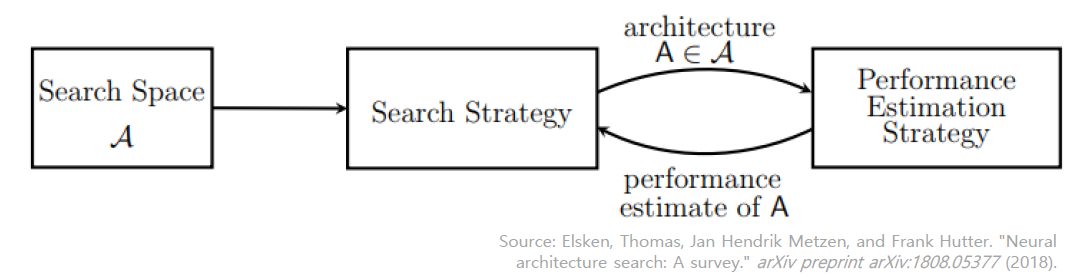 Search Space
𝒜
Search Strategy
architecture
A ∈ 𝒜
Performance
Estimation
Strategy
performance
estimate of A
Source: Elsken, Thomas, Jan Hendrik Metzen, and Frank Hutter. "Neural
architecture search: A survey." arXiv preprint arXiv:1808.05377 (2018).